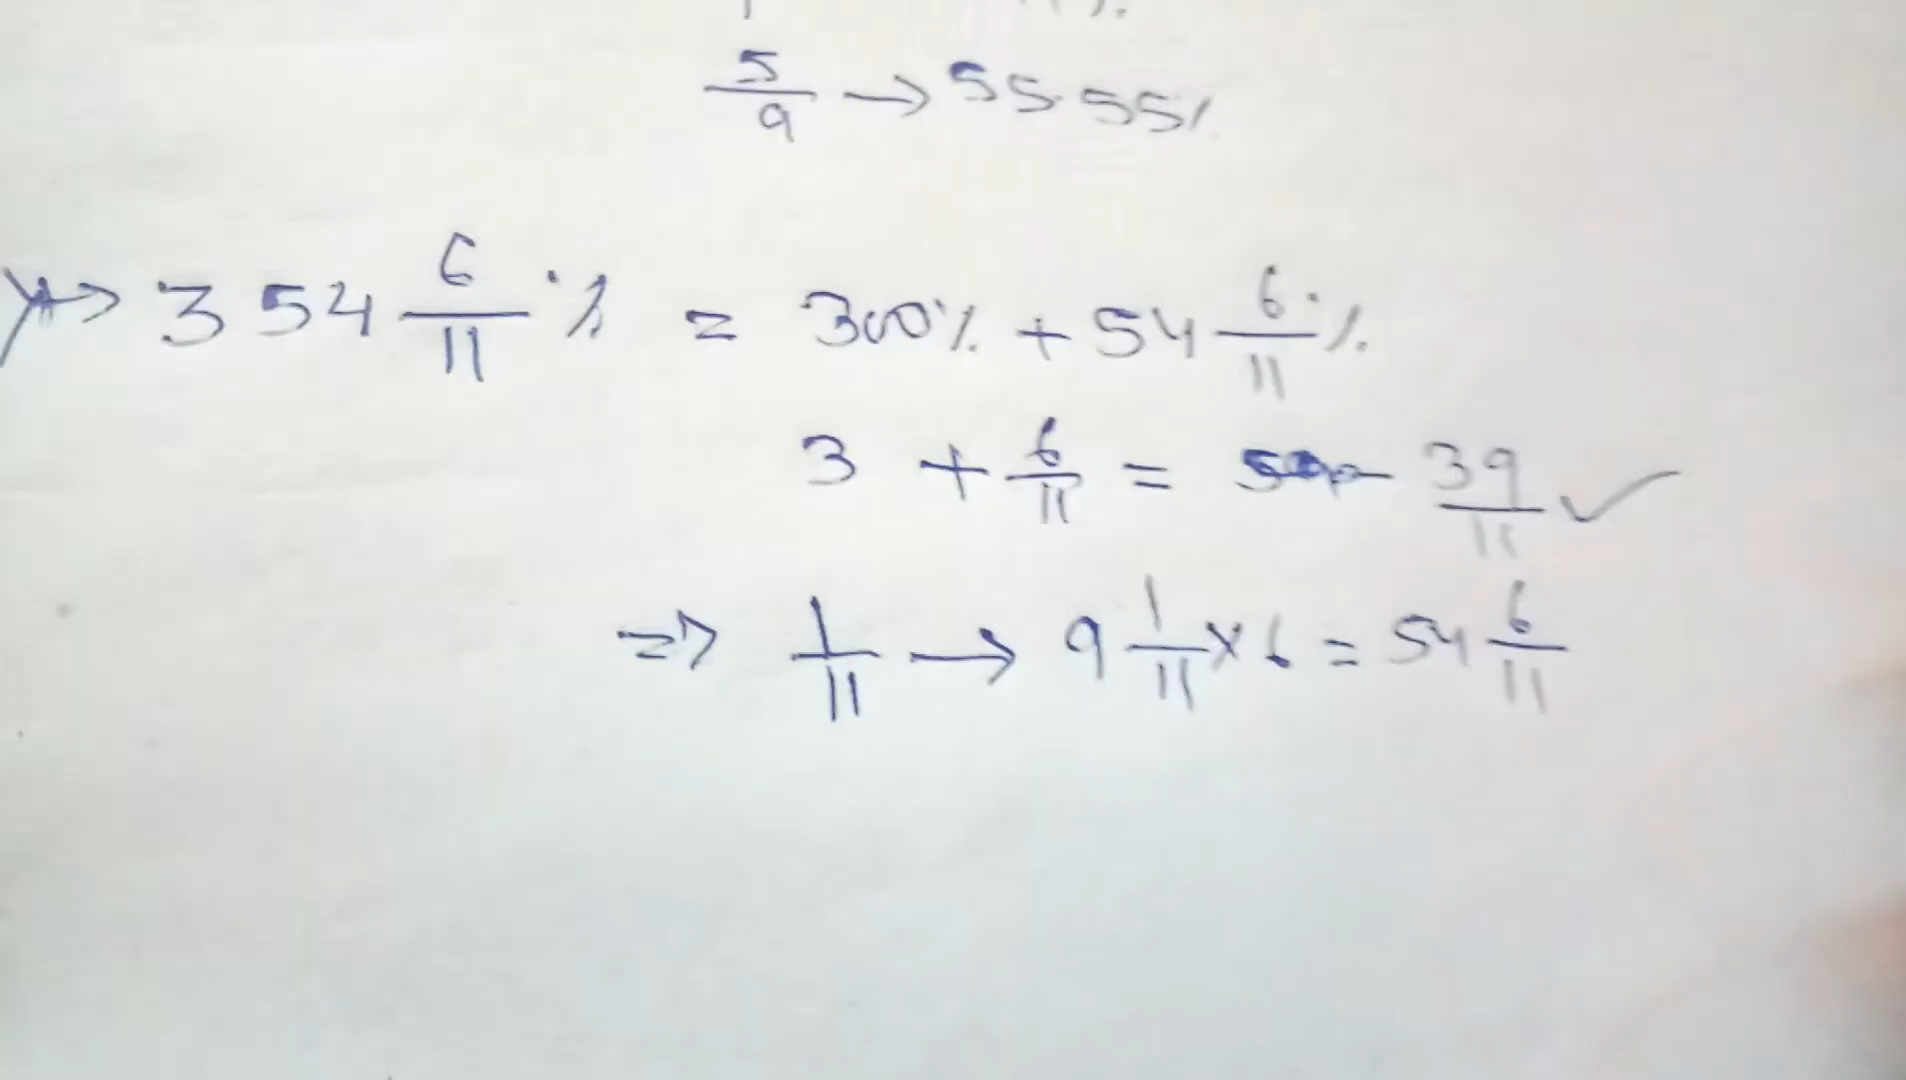 5/9 → 55.55%
→ 354 6/11 % = 300% + 54 6/11 %
3 + 6/11 = 39/11 ✓
⇒ 1/11 → 9 1/11 × 6 = 54 6/11